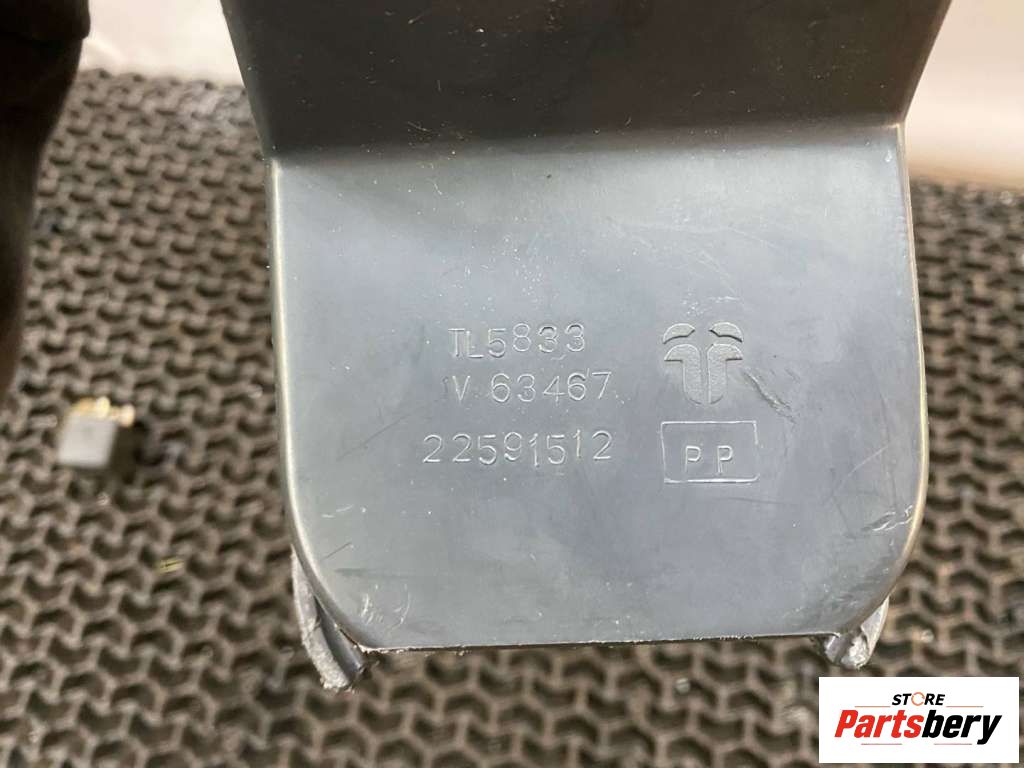 TL5833
V 63467
22591512
PP
STORE
Partsbery